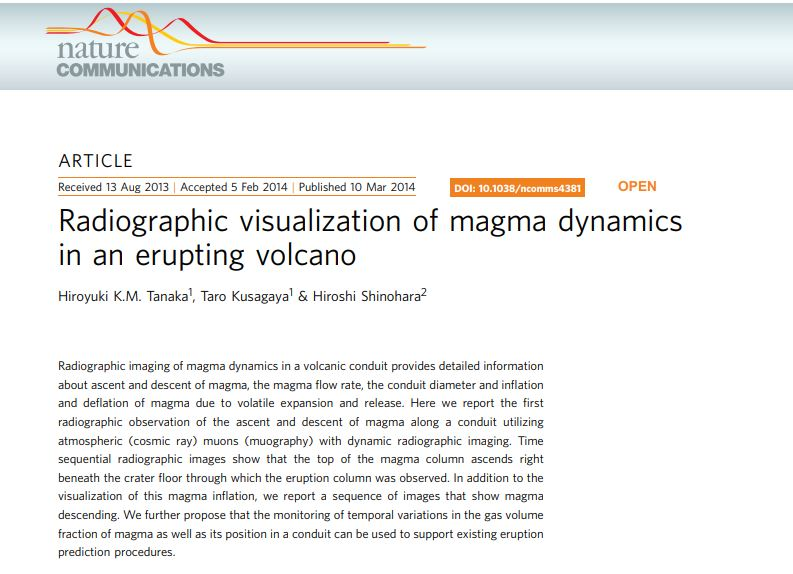 nature
COMMUNICATIONS
ARTICLE
Received 13 Aug 2013 | Accepted 5 Feb 2014 | Published 10 Mar 2014
DOI: 10.1038/ncomms4381
OPEN
Radiographic visualization of magma dynamics
in an erupting volcano
Hiroyuki K.M. Tanaka1, Taro Kusagaya1 & Hiroshi Shinohara2
Radiographic imaging of magma dynamics in a volcanic conduit provides detailed information
about ascent and descent of magma, the magma flow rate, the conduit diameter and inflation
and deflation of magma due to volatile expansion and release. Here we report the first
radiographic observation of the ascent and descent of magma along a conduit utilizing
atmospheric (cosmic ray) muons (muography) with dynamic radiographic imaging. Time
sequential radiographic images show that the top of the magma column ascends right
beneath the crater floor through which the eruption column was observed. In addition to the
visualization of this magma inflation, we report a sequence of images that show magma
descending. We further propose that the monitoring of temporal variations in the gas volume
fraction of magma as well as its position in a conduit can be used to support existing eruption
prediction procedures.